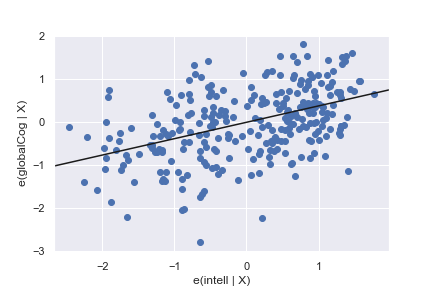 2
1
0
−1
−2
−3
e(globalCog | X)
−2 −1 0 1
e(intell | X)